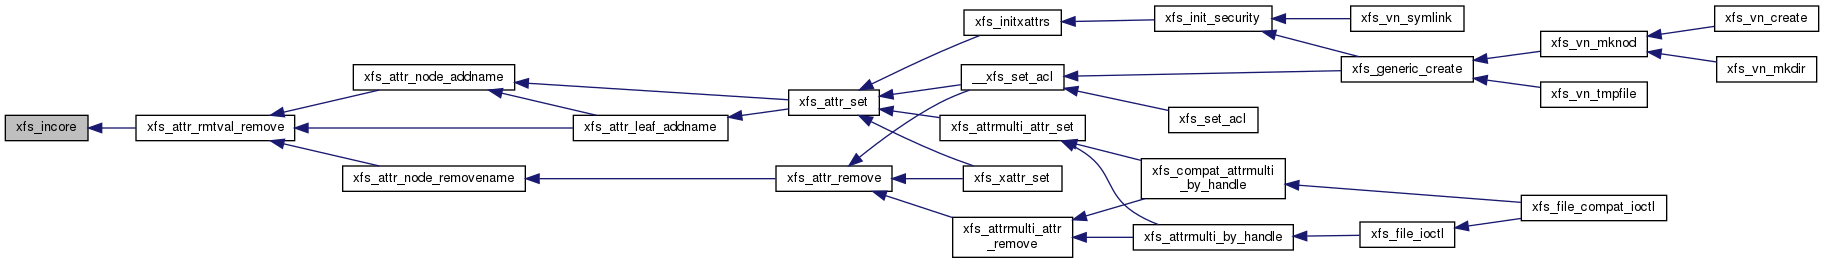 xfs_incore
xfs_attr_rmtval_remove
xfs_attr_node_addname
xfs_attr_leaf_addname
xfs_attr_node_removename
xfs_attr_set
xfs_attr_remove
xfs_initxattrs
__xfs_set_acl
xfs_attrmulti_attr_set
xfs_xattr_set
xfs_attrmulti_attr
_remove
xfs_init_security
xfs_set_acl
xfs_compat_attrmulti
_by_handle
xfs_attrmulti_by_handle
xfs_vn_symlink
xfs_generic_create
xfs_file_ioctl
xfs_vn_mknod
xfs_vn_tmpfile
xfs_file_compat_ioctl
xfs_vn_create
xfs_vn_mkdir